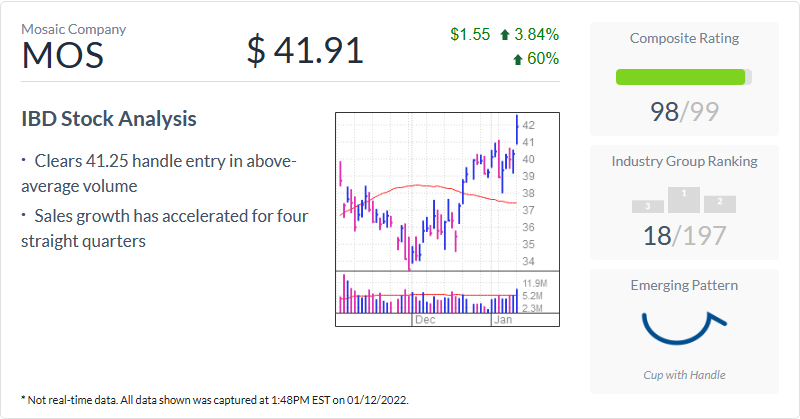 Mosaic Company
MOS
$ 41.91
$1.55 3.84%
60%
IBD Stock Analysis
· Clears 41.25 handle entry in above-
average volume
· Sales growth has accelerated for four
straight quarters
42
41
40
39
38
37
36
35
34
11.9M
5.2M
2.3M
Dec Jan
Composite Rating
98/99
Industry Group Ranking
3 1 2
18/197
Emerging Pattern
Cup with Handle
* Not real-time data. All data shown was captured at 1:48PM EST on 01/12/2022.